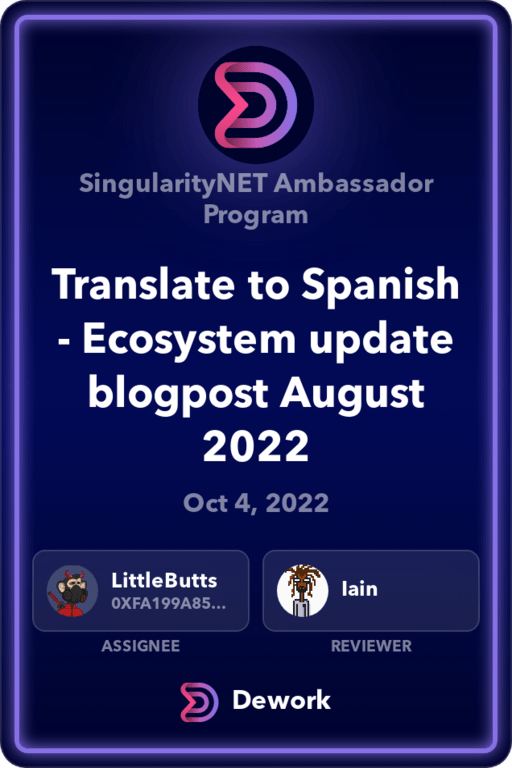 SingularityNET Ambassador
Program
Translate to Spanish
- Ecosystem update
blogpost August
2022
Oct 4, 2022
LittleButts
0XFA199A85...
ASSIGNEE
Iain
REVIEWER
Dework